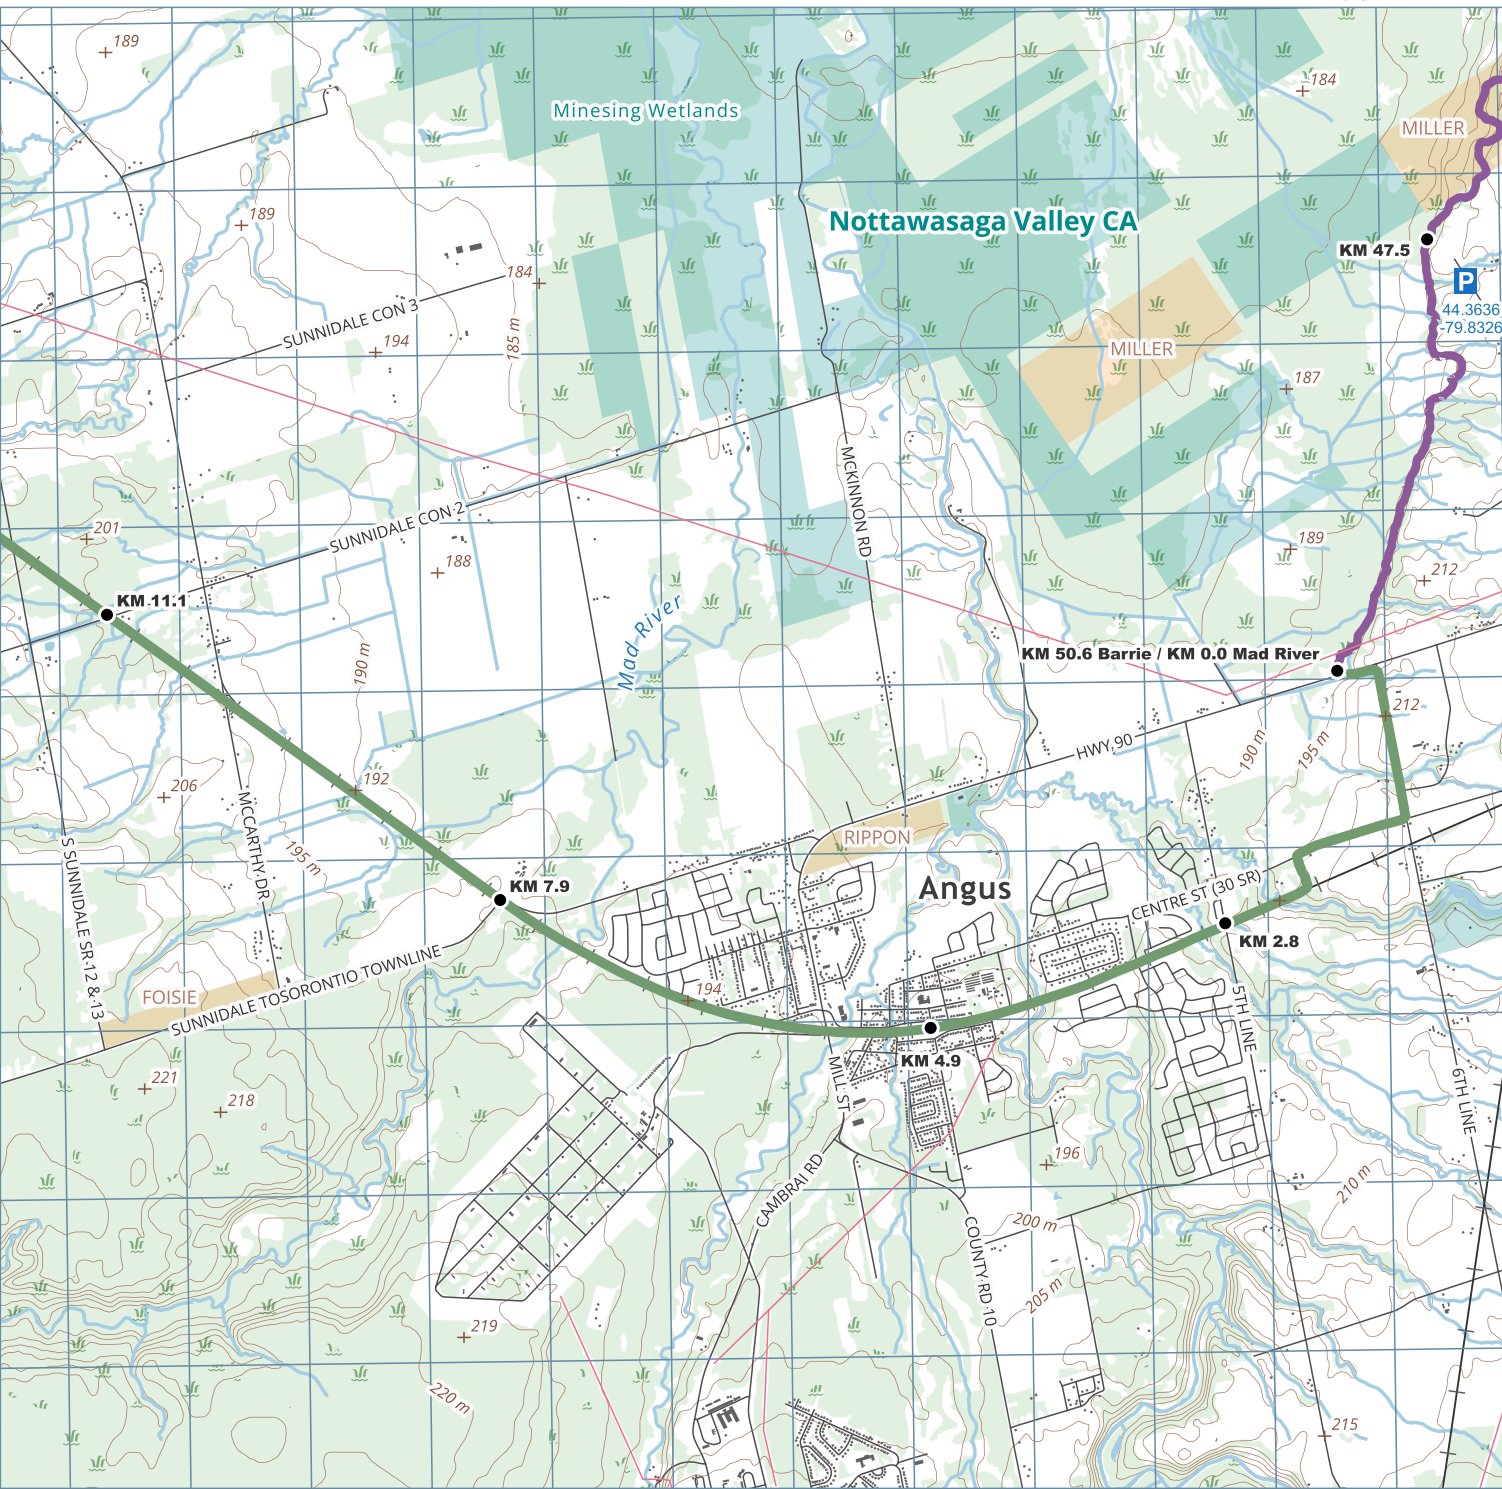 189
184
Minesing Wetlands
MILLER
189
Nottawasaga Valley CA
KM 47.5
184
P
44.3636
-79.8326
SUNNIDALE CON 3
185 m
194
MILLER
187
MCKINNON RD
SUNNIDALE CON 2
201
188
189
212
KM 11.1
Mad River
190 m
KM 50.6 Barrie / KM 0.0 Mad River
212
HWY 90
190 m
195 m
192
206
MCCARTHY DR
195 m
S SUNNIDALE SR 12 & 13
RIPPON
KM 7.9
Angus
CENTRE ST (30 SR)
KM 2.8
SUNNIDALE TOSORONTIO TOWNLINE
FOISIE
194
5TH LINE
KM 4.9
MILL ST
221
218
6TH LINE
196
CAMBRAI RD
210 m
200 m
COUNTY RD 10
205 m
219
220 m
215